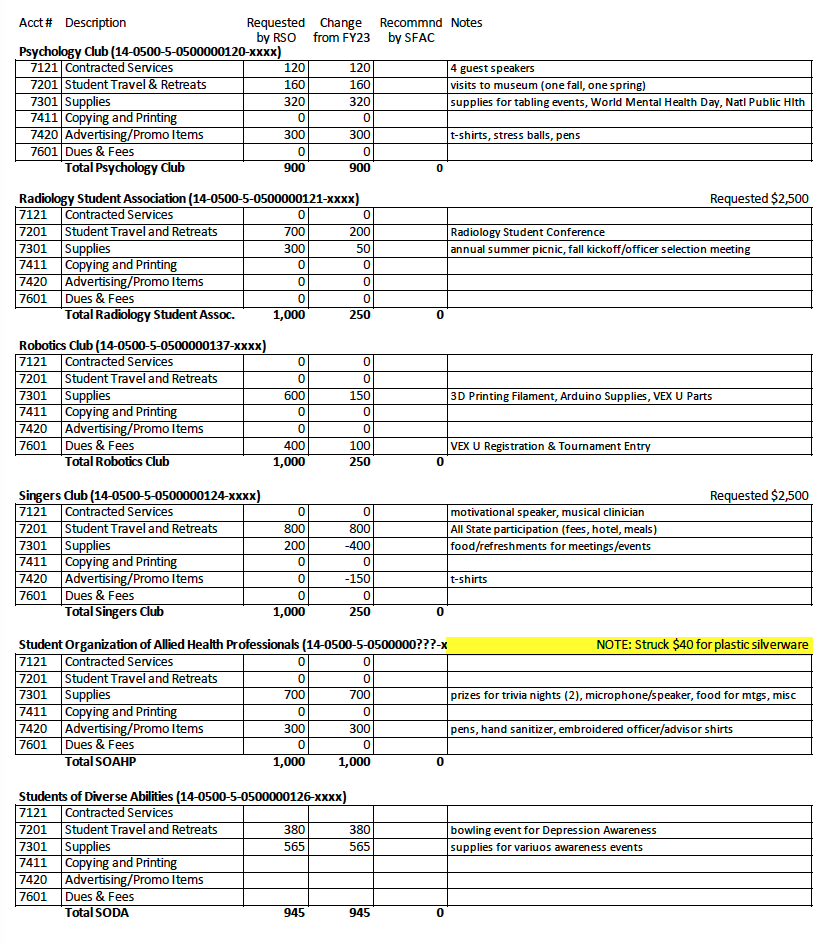 Acct # Description Requested Change Recommnd Notes
by RSO from FY23 by SFAC
Psychology Club (14-0500-5-0500000120-xxxx)
7121 Contracted Services 120 120 4 guest speakers
7201 Student Travel & Retreats 160 160 visits to museum (one fall, one spring)
7301 Supplies 320 320 supplies for tabling events, World Mental Health Day, Natl Public Hlth
7411 Copying and Printing 0 0
7420 Advertising/Promo Items 300 300 t-shirts, stress balls, pens
7601 Dues & Fees 0 0
Total Psychology Club 900 900 0
Radiology Student Association (14-0500-5-0500000121-xxxx) Requested $2,500
7121 Contracted Services 0 0
7201 Student Travel and Retreats 700 200 Radiology Student Conference
7301 Supplies 300 50 annual summer picnic, fall kickoff/officer selection meeting
7411 Copying and Printing 0 0
7420 Advertising/Promo Items 0 0
7601 Dues & Fees 0 0
Total Radiology Student Assoc. 1,000 250 0
Robotics Club (14-0500-5-0500000137-xxxx)
7121 Contracted Services 0 0
7201 Student Travel and Retreats 0 0
7301 Supplies 600 150 3D Printing Filament, Arduino Supplies, VEX U Parts
7411 Copying and Printing 0 0
7420 Advertising/Promo Items 0 0
7601 Dues & Fees 400 100 VEX U Registration & Tournament Entry
Total Robotics Club 1,000 250 0
Singers Club (14-0500-5-0500000124-xxxx) Requested $2,500
7121 Contracted Services 0 0 motivational speaker, musical clinician
7201 Student Travel and Retreats 800 800 All State participation (fees, hotel, meals)
7301 Supplies 200 -400 food/refreshments for meetings/events
7411 Copying and Printing 0 0
7420 Advertising/Promo Items 0 -150 t-shirts
7601 Dues & Fees 0 0
Total Singers Club 1,000 250 0
Student Organization of Allied Health Professionals (14-0500-5-0500000???-x NOTE: Struck $40 for plastic silverware
7121 Contracted Services 0 0
7201 Student Travel and Retreats 0 0
7301 Supplies 700 700 prizes for trivia nights (2), microphone/speaker, food for mtgs, misc
7411 Copying and Printing 0 0
7420 Advertising/Promo Items 300 300 pens, hand sanitizer, embroidered officer/advisor shirts
7601 Dues & Fees 0 0
Total SOAHP 1,000 1,000 0
Students of Diverse Abilities (14-0500-5-0500000126-xxxx)
7121 Contracted Services
7201 Student Travel and Retreats 380 380 bowling event for Depression Awareness
7301 Supplies 565 565 supplies for variuos awareness events
7411 Copying and Printing
7420 Advertising/Promo Items
7601 Dues & Fees
Total SODA 945 945 0